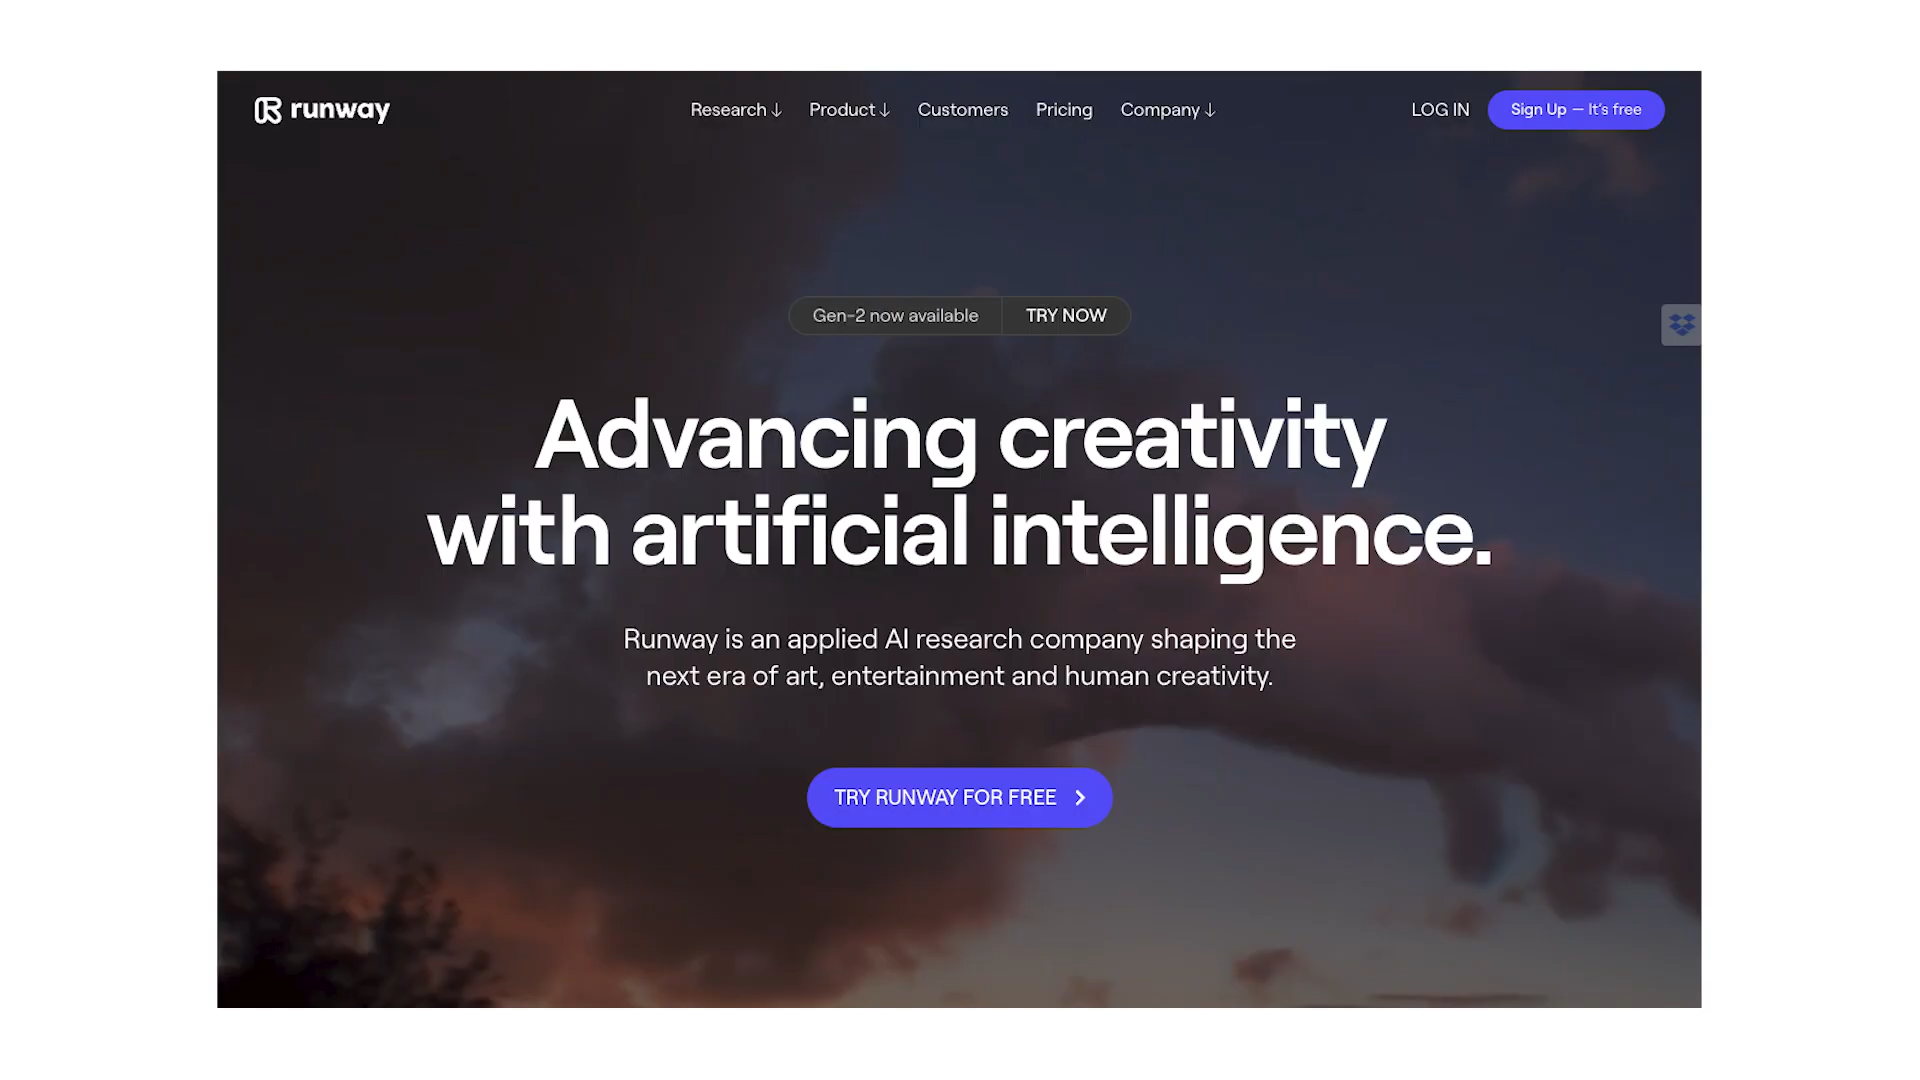 runway
Research ↓ Product ↓ Customers Pricing Company ↓
LOG IN
Sign Up — It's free
Gen-2 now available
TRY NOW
Advancing creativity
with artificial intelligence.
Runway is an applied AI research company shaping the
next era of art, entertainment and human creativity.
TRY RUNWAY FOR FREE